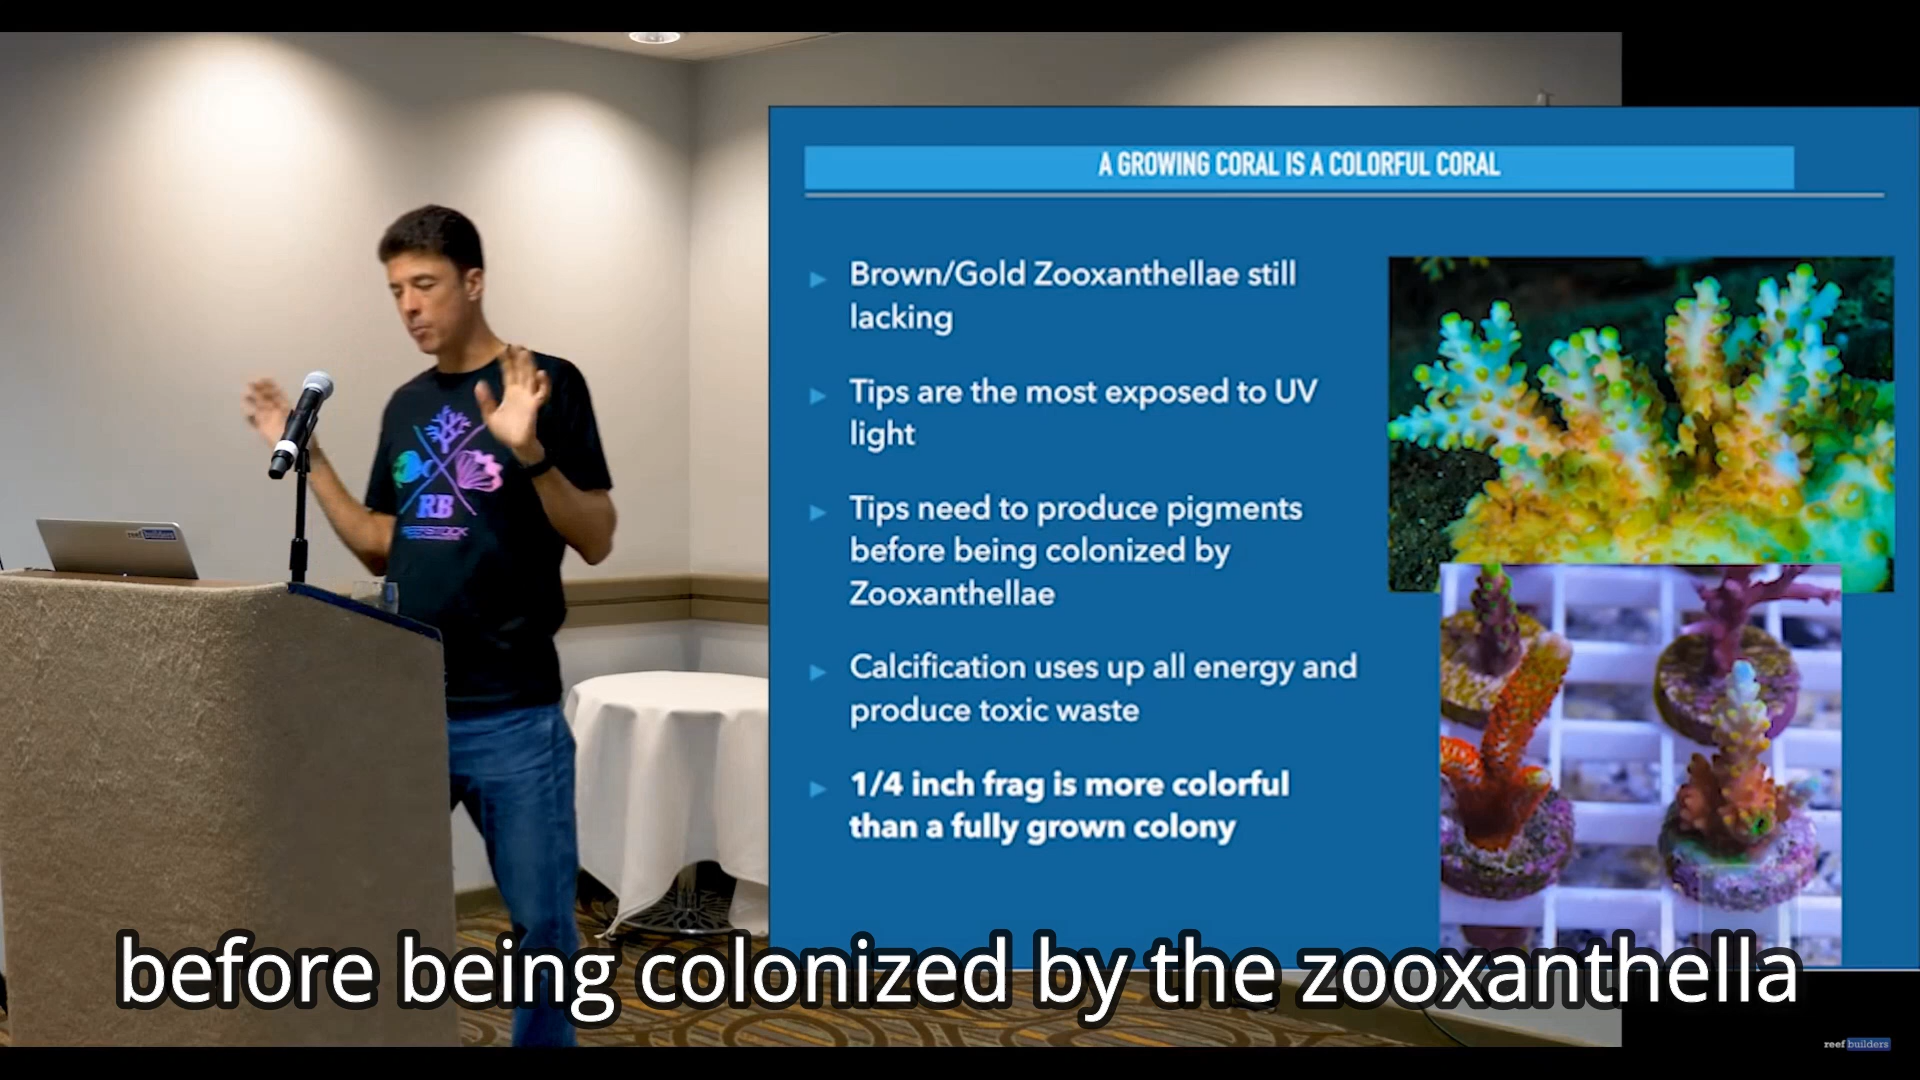 A GROWING CORAL IS A COLORFUL CORAL
Brown/Gold Zooxanthellae still
lacking
Tips are the most exposed to UV
light
Tips need to produce pigments
before being colonized by
Zooxanthellae
Calcification uses up all energy and
produce toxic waste
1/4 inch frag is more colorful
than a fully grown colony
RB
REEFSTOCK
reef builders
before being colonized by the zooxanthella
reef builders